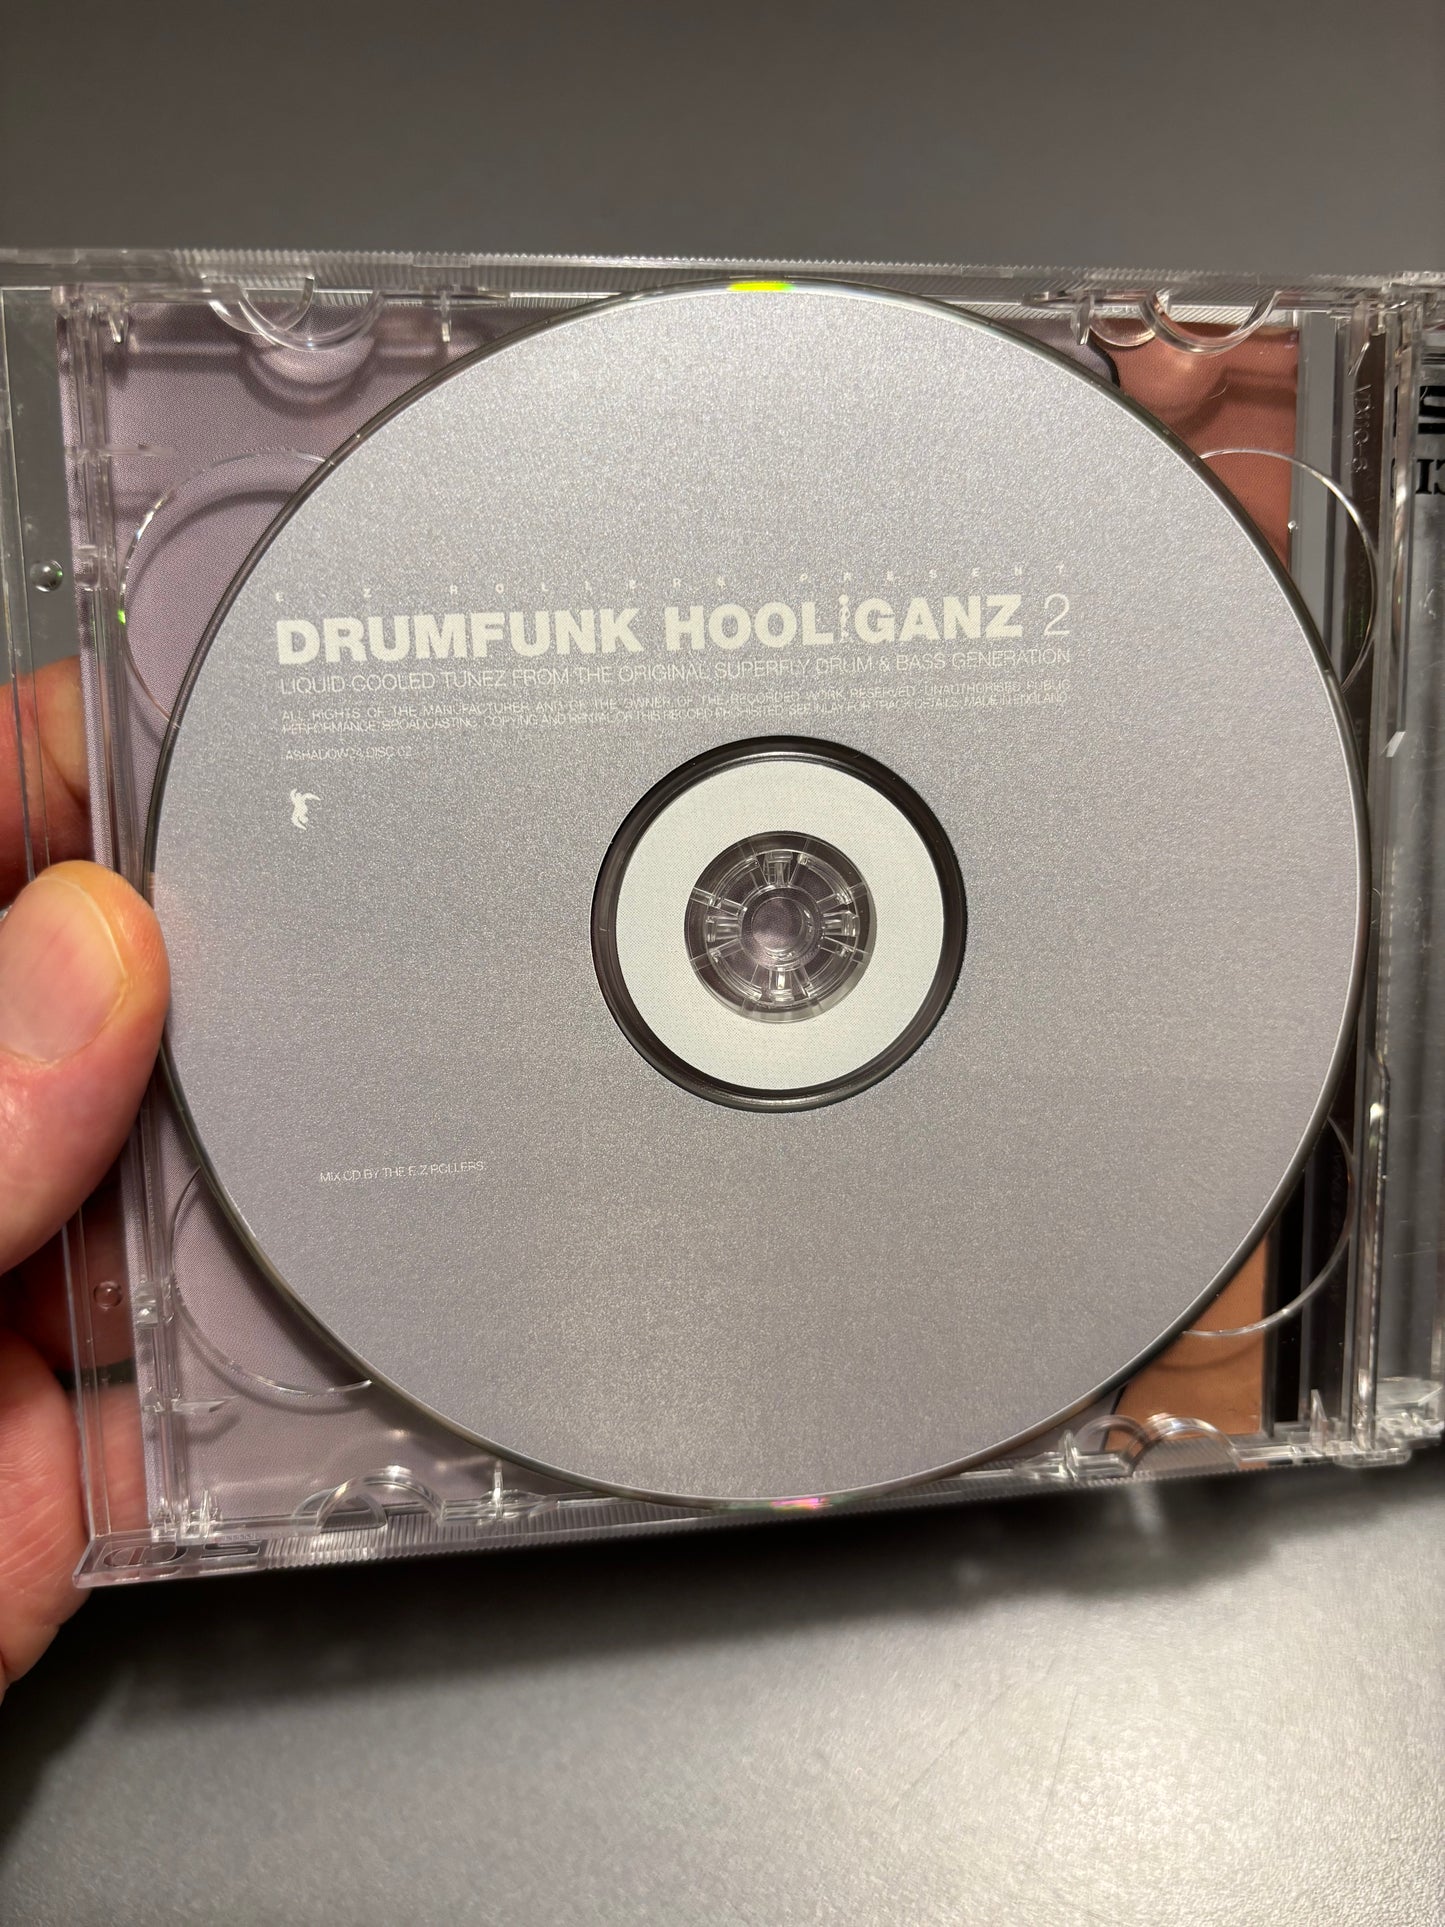 E-Z ROLLERS PRESENT
DRUMFUNK HOOLiGANZ 2
LIQUID-COOLED TUNEZ FROM THE ORIGINAL SUPERFLY DRUM & BASS GENERATION
ALL RIGHTS OF THE MANUFACTURER AND OF THE OWNER OF THE RECORDED WORK RESERVED. UNAUTHORISED PUBLIC
PERFORMANCE, BROADCASTING, COPYING AND RENTAL OF THIS RECORD PROHIBITED. SEE INLAY FOR TRACK DETAILS. MADE IN ENGLAND
ASHADOW24 DISC 02
MIX CD BY THE E-Z ROLLERS